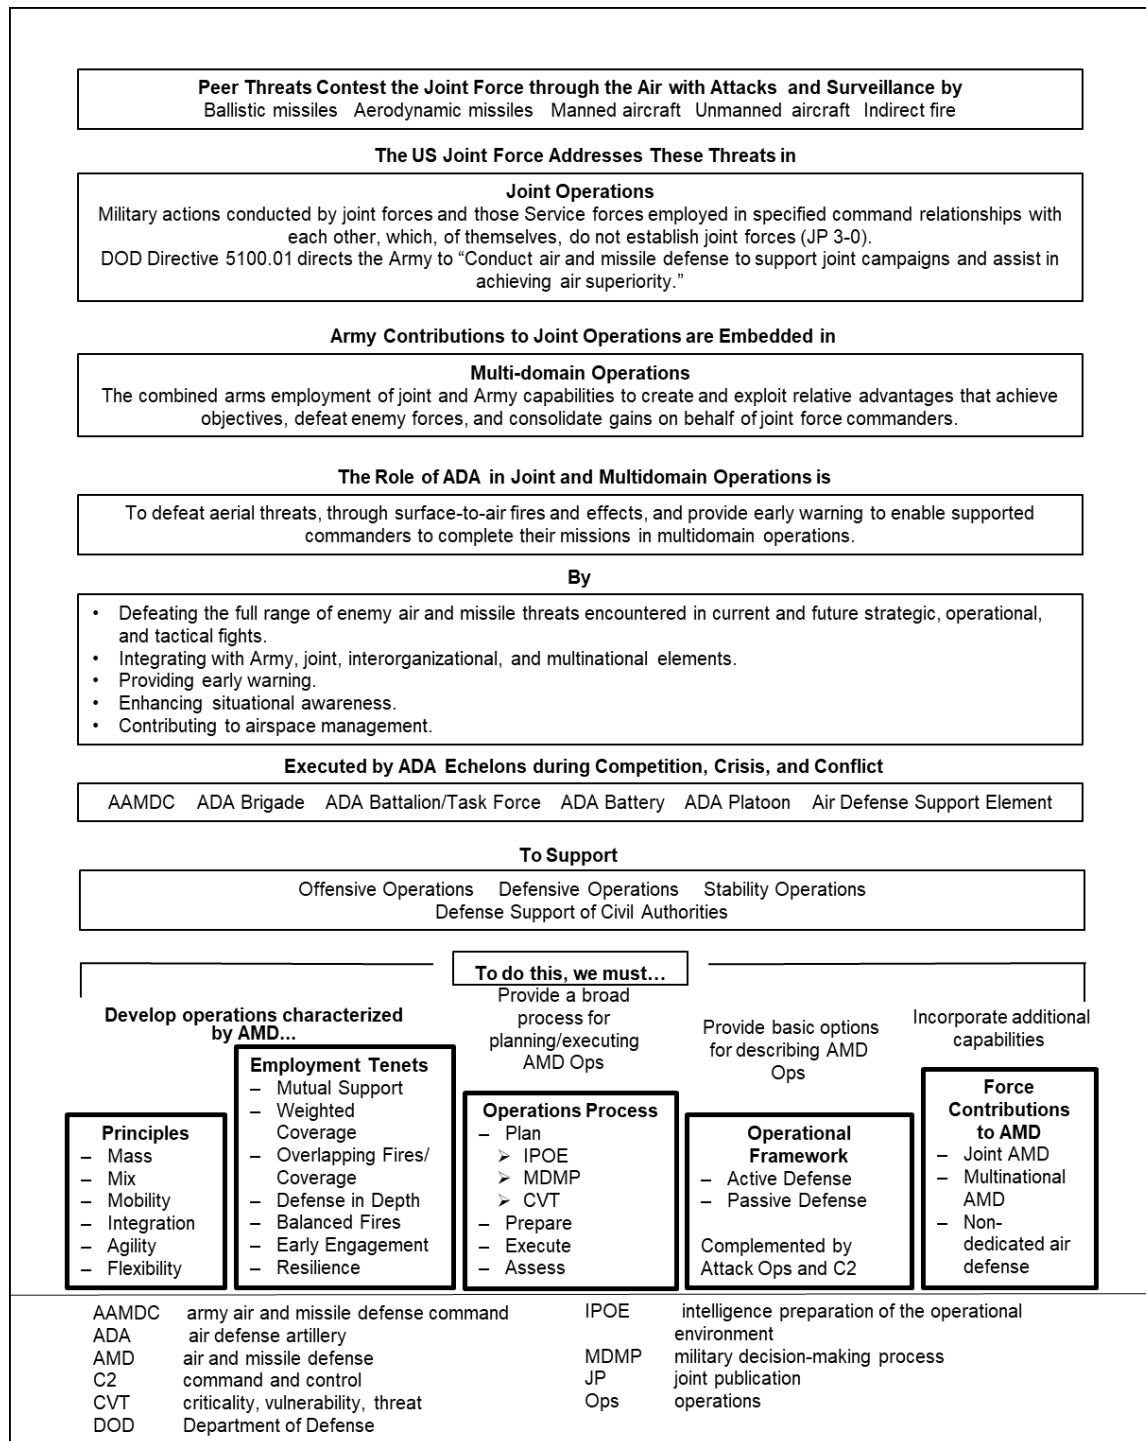 Peer Threats Contest the Joint Force through the Air with Attacks and Surveillance by
Ballistic missiles Aerodynamic missiles Manned aircraft Unmanned aircraft Indirect fire
The US Joint Force Addresses These Threats in
Joint Operations
Military actions conducted by joint forces and those Service forces employed in specified command relationships with
each other, which, of themselves, do not establish joint forces (JP 3-0).
DOD Directive 5100.01 directs the Army to “Conduct air and missile defense to support joint campaigns and assist in
achieving air superiority.”
Army Contributions to Joint Operations are Embedded in
Multi-domain Operations
The combined arms employment of joint and Army capabilities to create and exploit relative advantages that achieve
objectives, defeat enemy forces, and consolidate gains on behalf of joint force commanders.
The Role of ADA in Joint and Multidomain Operations is
To defeat aerial threats, through surface-to-air fires and effects, and provide early warning to enable supported
commanders to complete their missions in multidomain operations.
By
• Defeating the full range of enemy air and missile threats encountered in current and future strategic, operational,
and tactical fights.
• Integrating with Army, joint, interorganizational, and multinational elements.
• Providing early warning.
• Enhancing situational awareness.
• Contributing to airspace management.
Executed by ADA Echelons during Competition, Crisis, and Conflict
AAMDC ADA Brigade ADA Battalion/Task Force ADA Battery ADA Platoon Air Defense Support Element
To Support
Offensive Operations Defensive Operations Stability Operations
Defense Support of Civil Authorities
To do this, we must…
Develop operations characterized
by AMD…
Principles
– Mass
– Mix
– Mobility
– Integration
– Agility
– Flexibility
Employment Tenets
– Mutual Support
– Weighted
Coverage
– Overlapping Fires/
Coverage
– Defense in Depth
– Balanced Fires
– Early Engagement
– Resilience
Provide a broad
process for
planning/executing
AMD Ops
Operations Process
– Plan
➢ IPOE
➢ MDMP
➢ CVT
– Prepare
– Execute
– Assess
Provide basic options
for describing AMD
Ops
Operational
Framework
– Active Defense
– Passive Defense
Complemented by
Attack Ops and C2
Incorporate additional
capabilities
Force
Contributions
to AMD
– Joint AMD
– Multinational
AMD
– Non-
dedicated air
defense
AAMDC army air and missile defense command
ADA air defense artillery
AMD air and missile defense
C2 command and control
CVT criticality, vulnerability, threat
DOD Department of Defense
IPOE intelligence preparation of the operational
environment
MDMP military decision-making process
JP joint publication
Ops operations